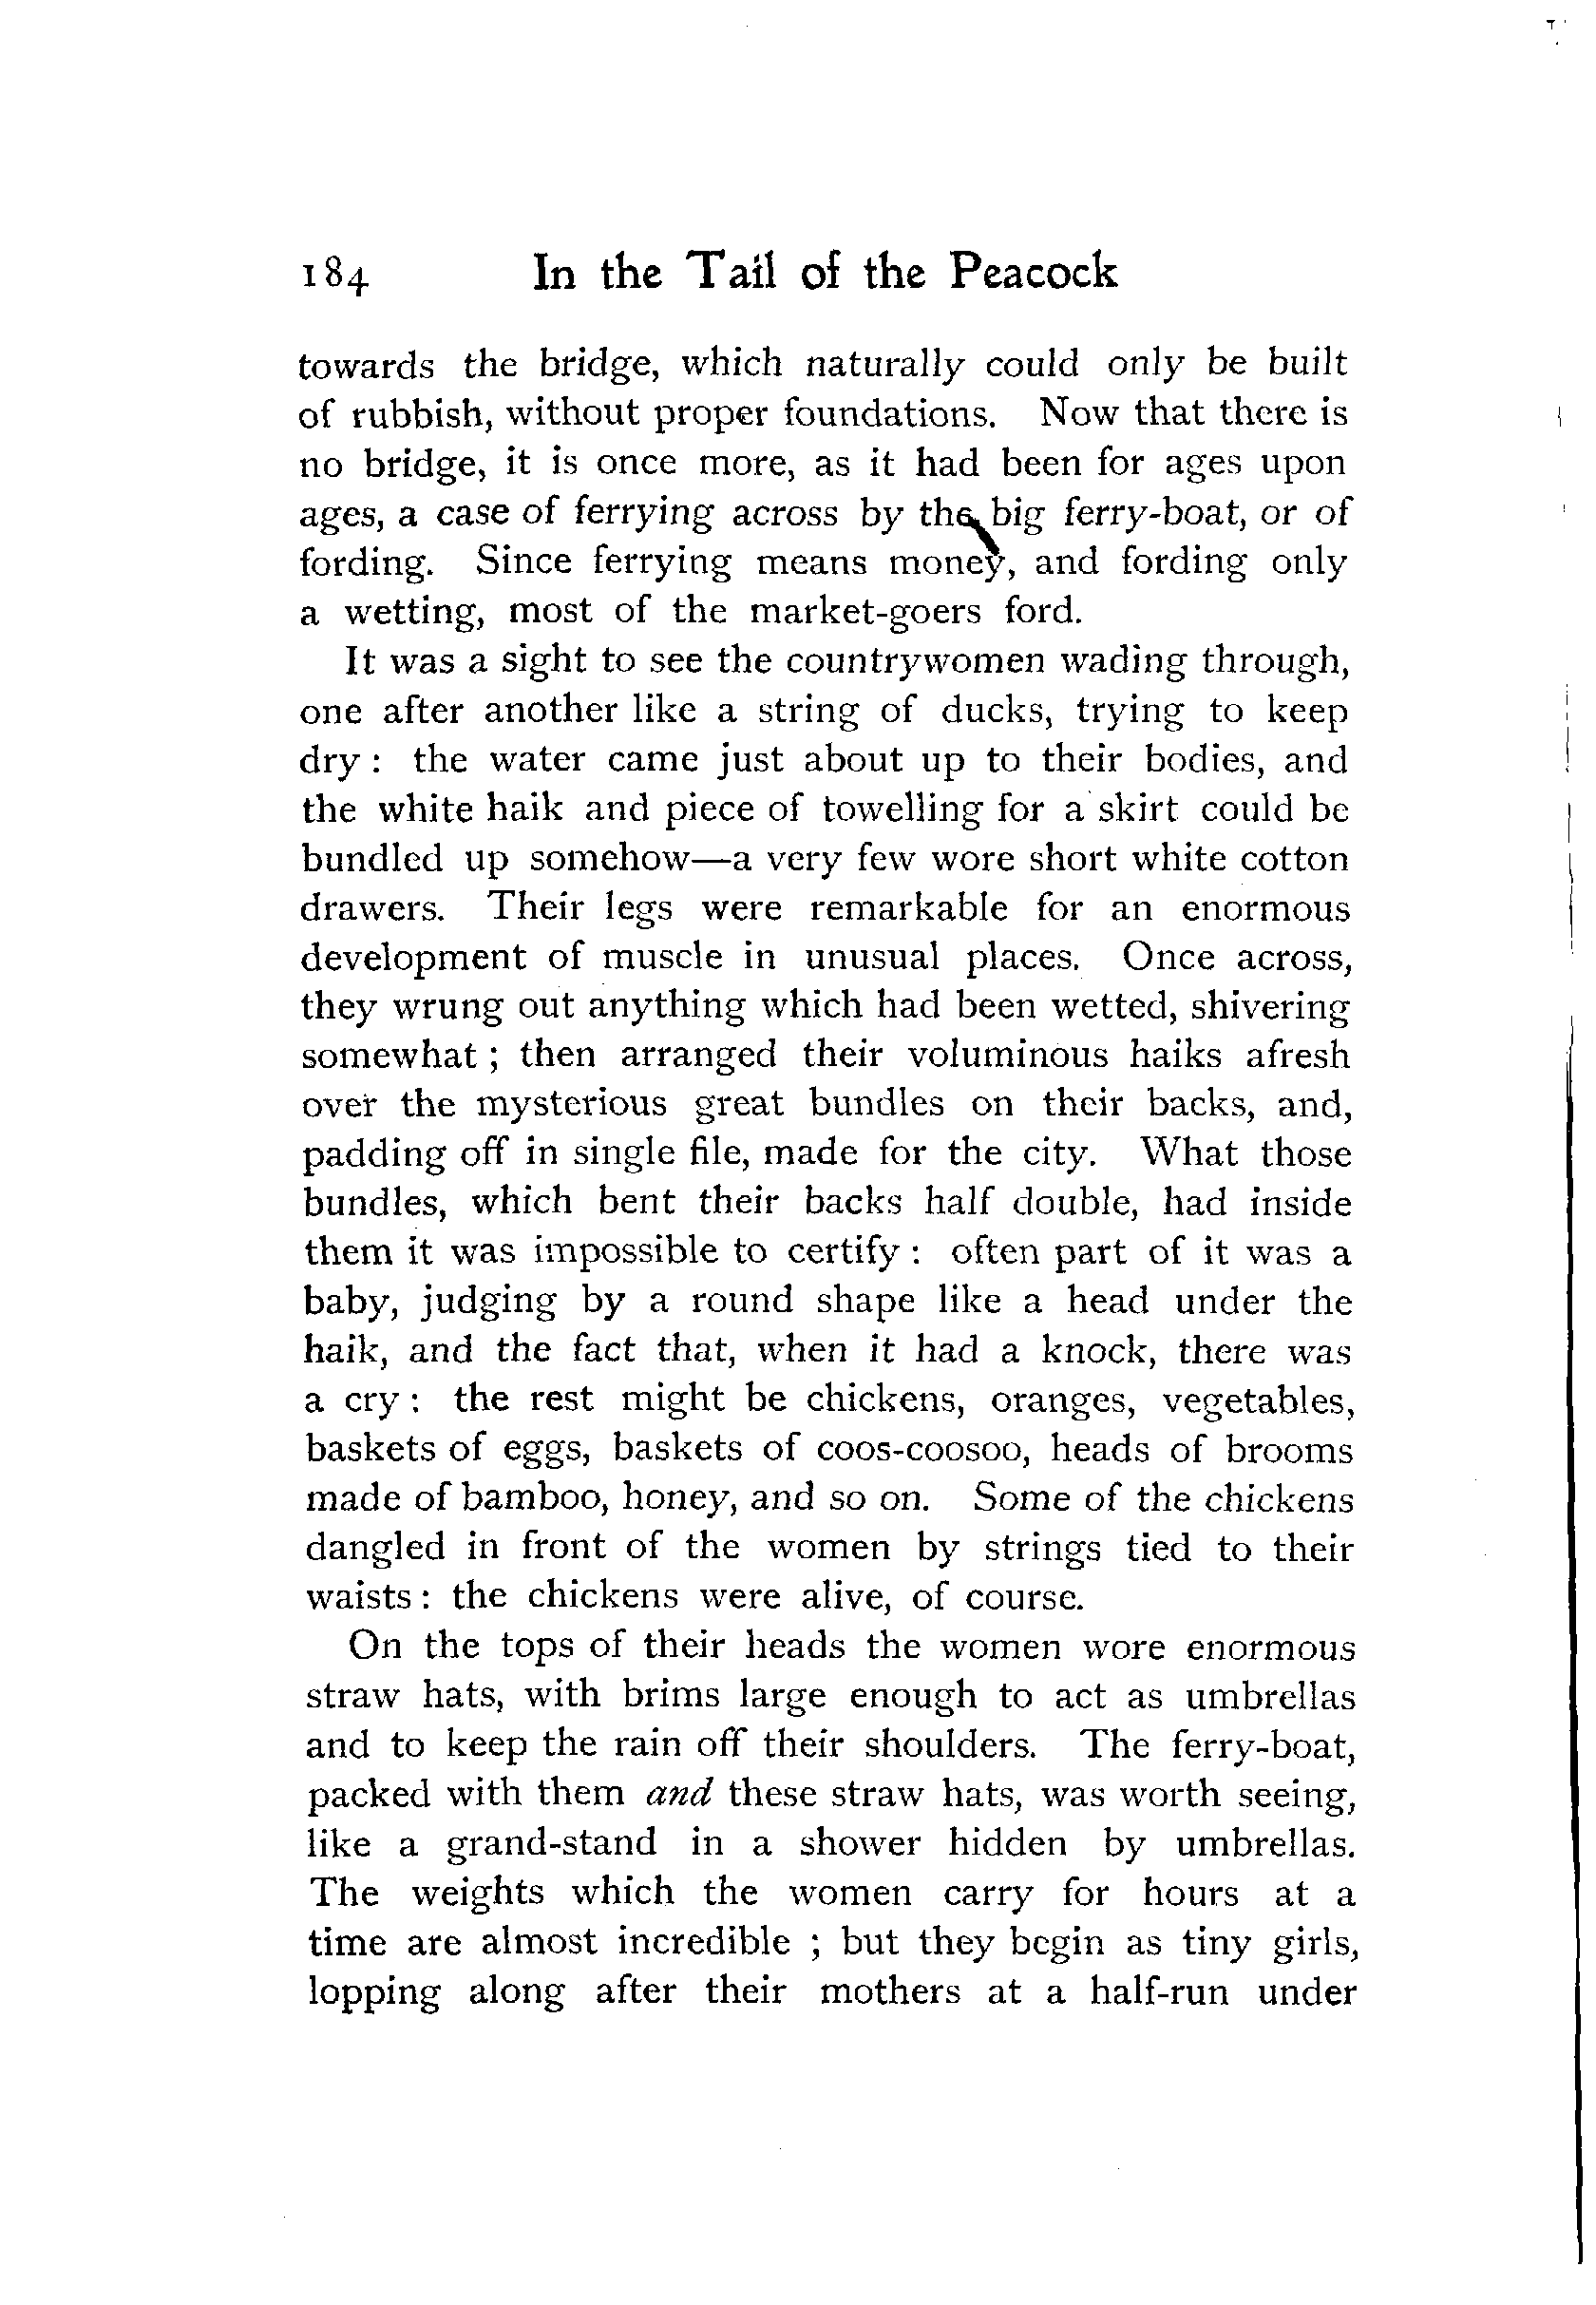 184 In the Tail of the Peacock
towards the bridge, which naturally could only be built
of rubbish, without proper foundations. Now that there is
no bridge, it is once more, as it had been for ages upon
ages, a case of ferrying across by the big ferry-boat, or of
fording. Since ferrying means money, and fording only
a wetting, most of the market-goers ford.
It was a sight to see the countrywomen wading through,
one after another like a string of ducks, trying to keep
dry : the water came just about up to their bodies, and
the white haik and piece of towelling for a skirt could be
bundled up somehow—a very few wore short white cotton
drawers. Their legs were remarkable for an enormous
development of muscle in unusual places. Once across,
they wrung out anything which had been wetted, shivering
somewhat ; then arranged their voluminous haiks afresh
over the mysterious great bundles on their backs, and,
padding off in single file, made for the city. What those
bundles, which bent their backs half double, had inside
them it was impossible to certify : often part of it was a
baby, judging by a round shape like a head under the
haik, and the fact that, when it had a knock, there was
a cry : the rest might be chickens, oranges, vegetables,
baskets of eggs, baskets of coos-coosoo, heads of brooms
made of bamboo, honey, and so on. Some of the chickens
dangled in front of the women by strings tied to their
waists : the chickens were alive, of course.
On the tops of their heads the women wore enormous
straw hats, with brims large enough to act as umbrellas
and to keep the rain off their shoulders. The ferry-boat,
packed with them and these straw hats, was worth seeing,
like a grand-stand in a shower hidden by umbrellas.
The weights which the women carry for hours at a
time are almost incredible ; but they begin as tiny girls,
lopping along after their mothers at a half-run under